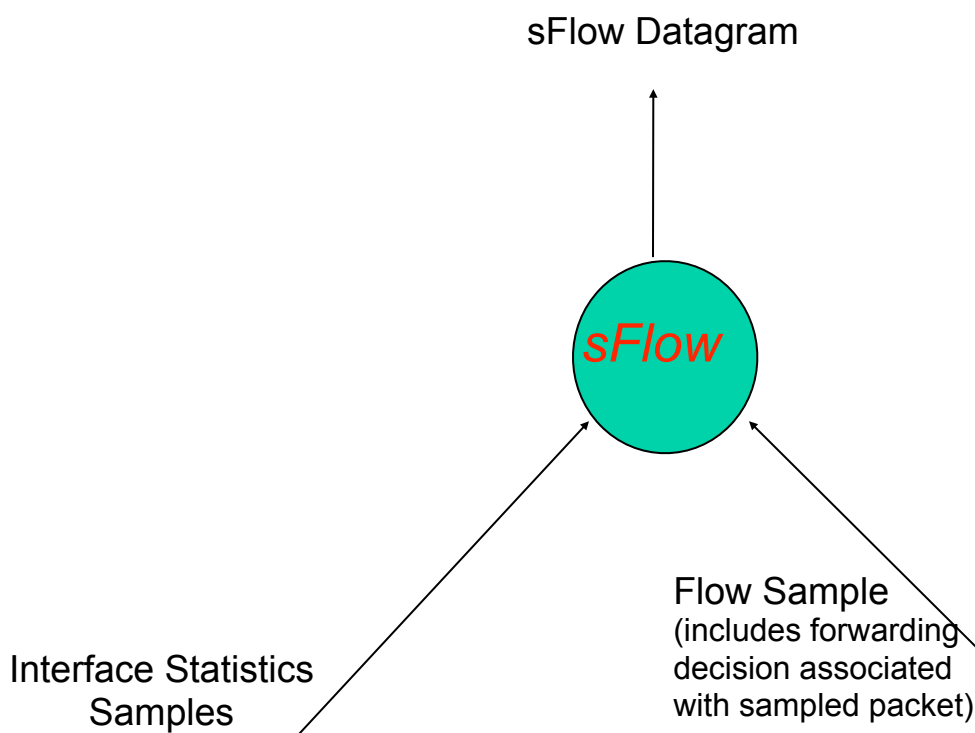 sFlow Datagram
sFlow
Flow Sample
(includes forwarding
decision associated
with sampled packet)
Interface Statistics
Samples